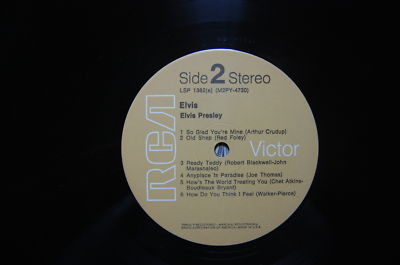 Side 2 Stereo
LSP 1382(e) (M2PY-4730)
Elvis
Elvis Presley
1 So Glad You're Mine (Arthur Crudup)
2 Old Shep (Red Foley)
RCA Victor
3 Ready Teddy (Robert Blackwell-John
Marascalco)
4 Anyplace In Paradise (Joe Thomas)
5 How's The World Treating You (Chet Atkins-
Boudleaux Bryant)
6 How Do You Think I Feel (Walker-Pierce)